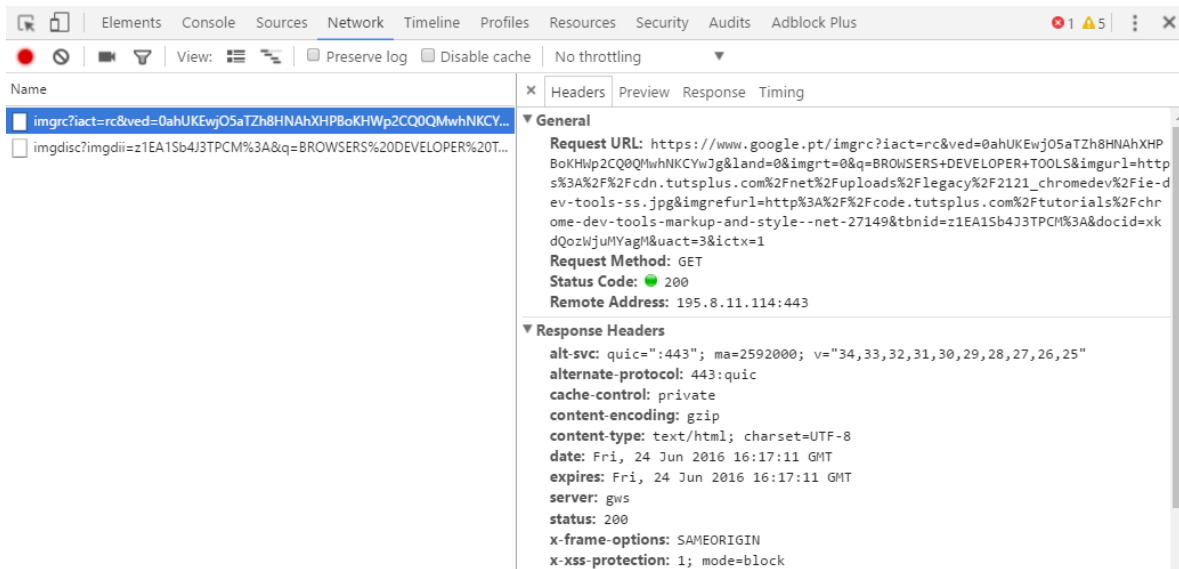 Elements Console Sources Network Timeline Profiles Resources Security Audits Adblock Plus 1 5
View: Preserve log Disable cache No throttling
Name
imgrc?iact=rc&ved=0ahUKEwjO5aTZh8HNAhXHPBoKHWp2CQ0QMwhNKCY...
imgdisc?imgdii=z1EA1Sb4J3TPCM%3A&q=BROWSERS%20DEVELOPER%20T...
Headers Preview Response Timing
General
Request URL: https://www.google.pt/imgrc?iact=rc&ved=0ahUKEwjO5aTZh8HNAhXHP
BoKHWp2CQ0QMwhNKCYwJg&land=0&imgrt=0&q=BROWSERS+DEVELOPER+TOOLS&imgurl=http
s%3A%2F%2Fcdn.tutsplus.com%2Fnet%2Fuploads%2Flegacy%2F2121_chromedev%2Fie-d
ev-tools-ss.jpg&imgrefurl=http%3A%2F%2Fcode.tutsplus.com%2Ftutorials%2Fchr
ome-dev-tools-markup-and-style--net-27149&tbnid=z1EA1Sb4J3TPCM%3A&docid=xk
dQozWjuMYagM&uact=3&ictx=1
Request Method: GET
Status Code: 200
Remote Address: 195.8.11.114:443
Response Headers
alt-svc: quic=":443"; ma=2592000; v="34,33,32,31,30,29,28,27,26,25"
alternate-protocol: 443:quic
cache-control: private
content-encoding: gzip
content-type: text/html; charset=UTF-8
date: Fri, 24 Jun 2016 16:17:11 GMT
expires: Fri, 24 Jun 2016 16:17:11 GMT
server: gws
status: 200
x-frame-options: SAMEORIGIN
x-xss-protection: 1; mode=block